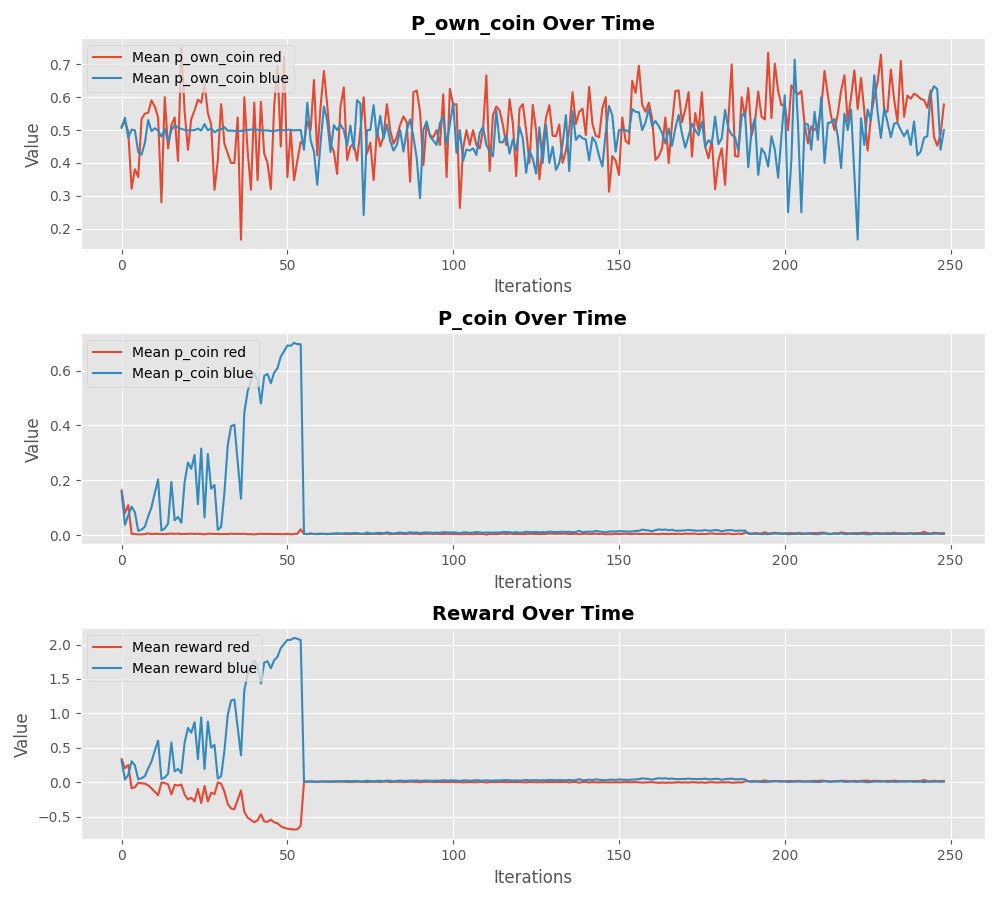 P_own_coin Over Time
Mean p_own_coin red
Mean p_own_coin blue
Value
0.7
0.6
0.5
0.4
0.3
0.2
0
50
100
150
200
250
Iterations
P_coin Over Time
Mean p_coin red
Mean p_coin blue
Value
0.6
0.4
0.2
0.0
0
50
100
150
200
250
Iterations
Reward Over Time
Mean reward red
Mean reward blue
Value
2.0
1.5
1.0
0.5
0.0
−0.5
0
50
100
150
200
250
Iterations